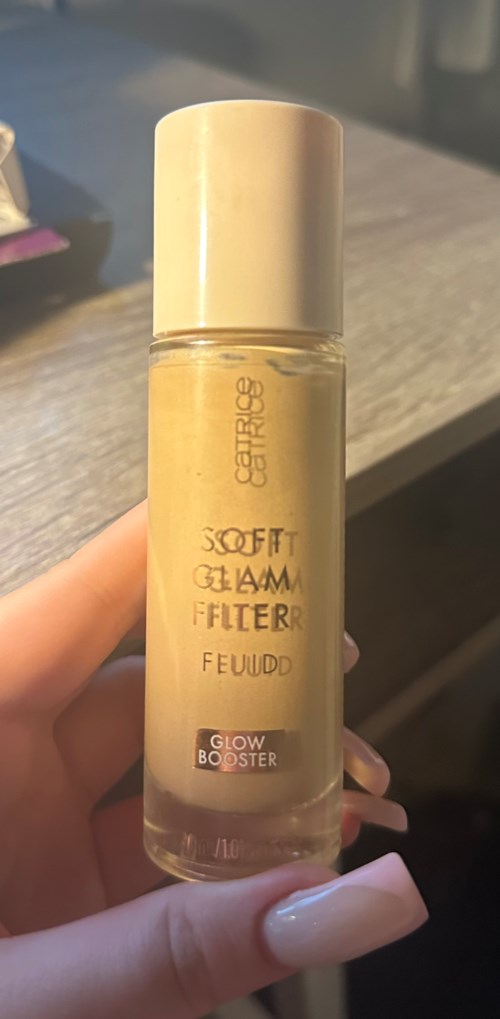 CATRICE
SOFT
GLAM
FILTER
FLUID
GLOW
BOOSTER